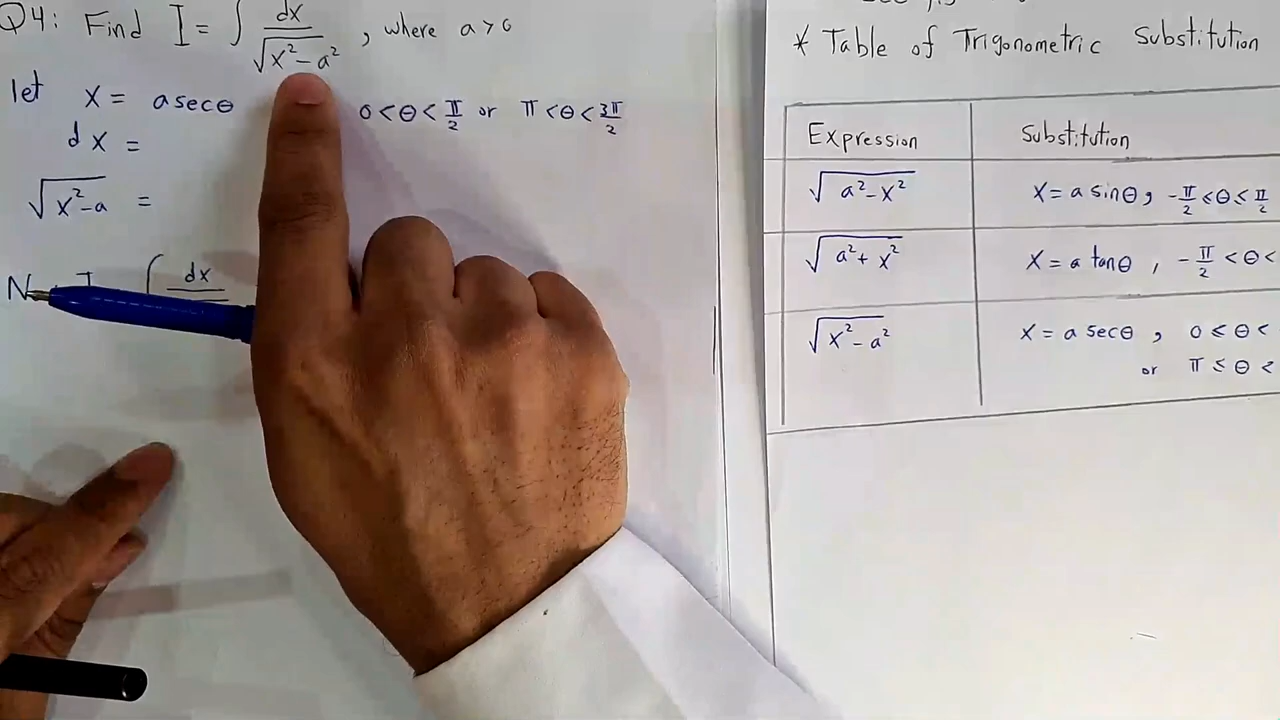 Q4: Find I = ∫ dx / √(x² - a²) , where a > 0
let x = a secθ 0 < θ < π/2 or π < θ < 3π/2
dx =
√(x² - a) =
∫ dx
* Table of Trigonometric Substitution
Expression Substitution
√(a² - x²) x = a sinθ , -π/2 ≤ θ ≤ π/2
√(a² + x²) x = a tanθ , -π/2 < θ <
√(x² - a²) x = a secθ , 0 ≤ θ <
or π ≤ θ <